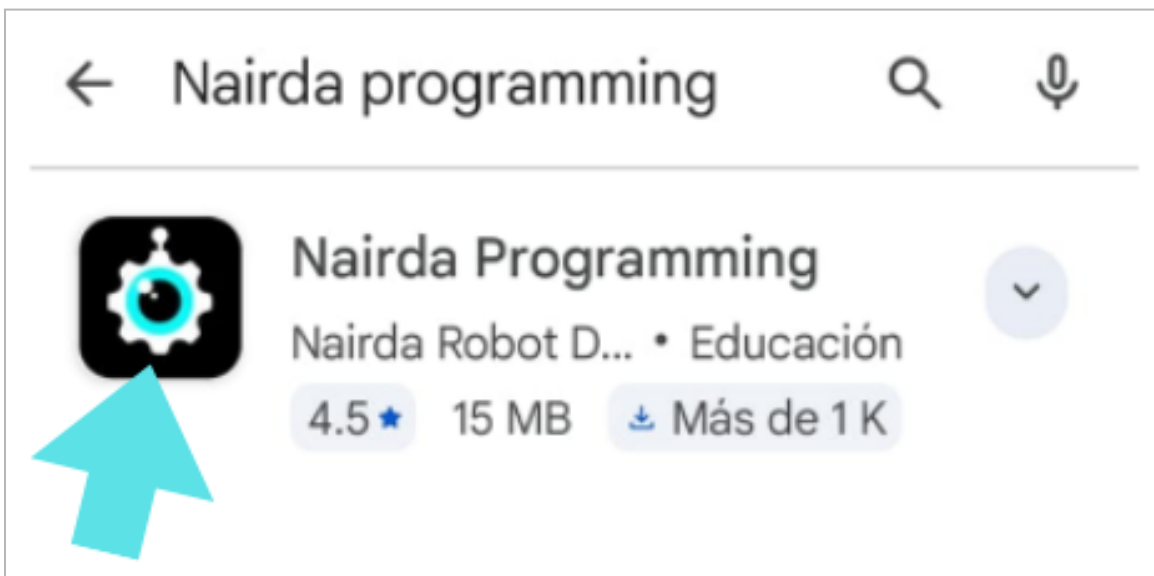 Nairda programming
Nairda Programming
Nairda Robot D... • Educación
4.5★ 15 MB Más de 1 K